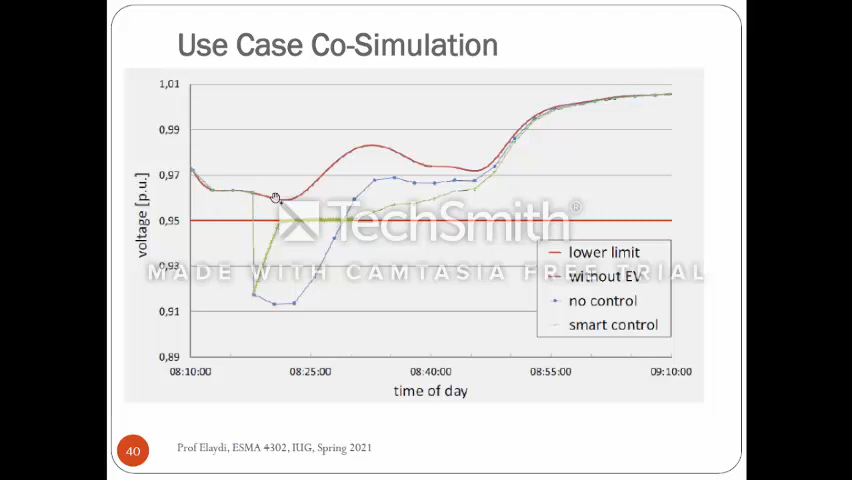 Use Case Co-Simulation
1,01
0,99
0,97
0,95
0,93
0,91
0,89
voltage [p.u.]
TechSmith®
MADE WITH CAMTASIA FREE TRIAL
lower limit
without EV
no control
smart control
08:10:00 08:25:00 08:40:00 08:55:00 09:10:00
time of day
40
Prof Elaydi, ESMA 4302, IUG, Spring 2021